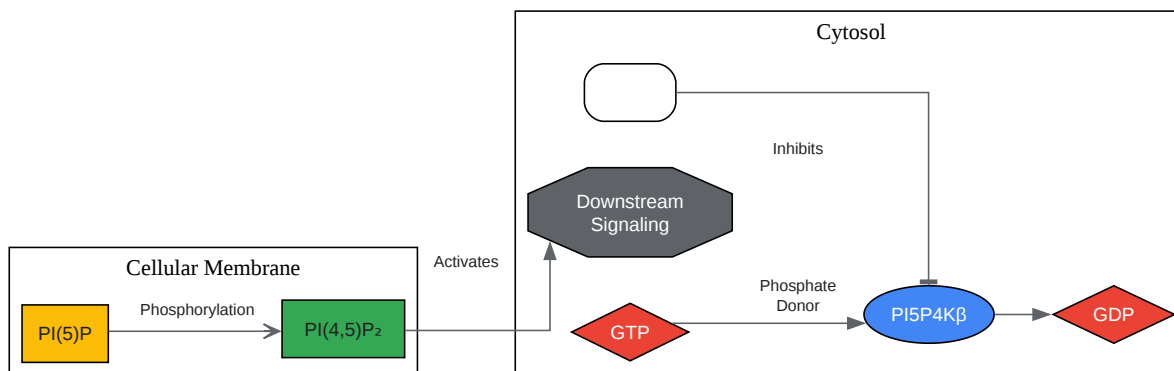 Cytosol
Inhibits
Downstream
Signaling
Cellular Membrane
Activates
Phosphorylation
PI(5)P
PI(4,5)P₂
Phosphate
Donor
GTP
PI5P4Kβ
GDP